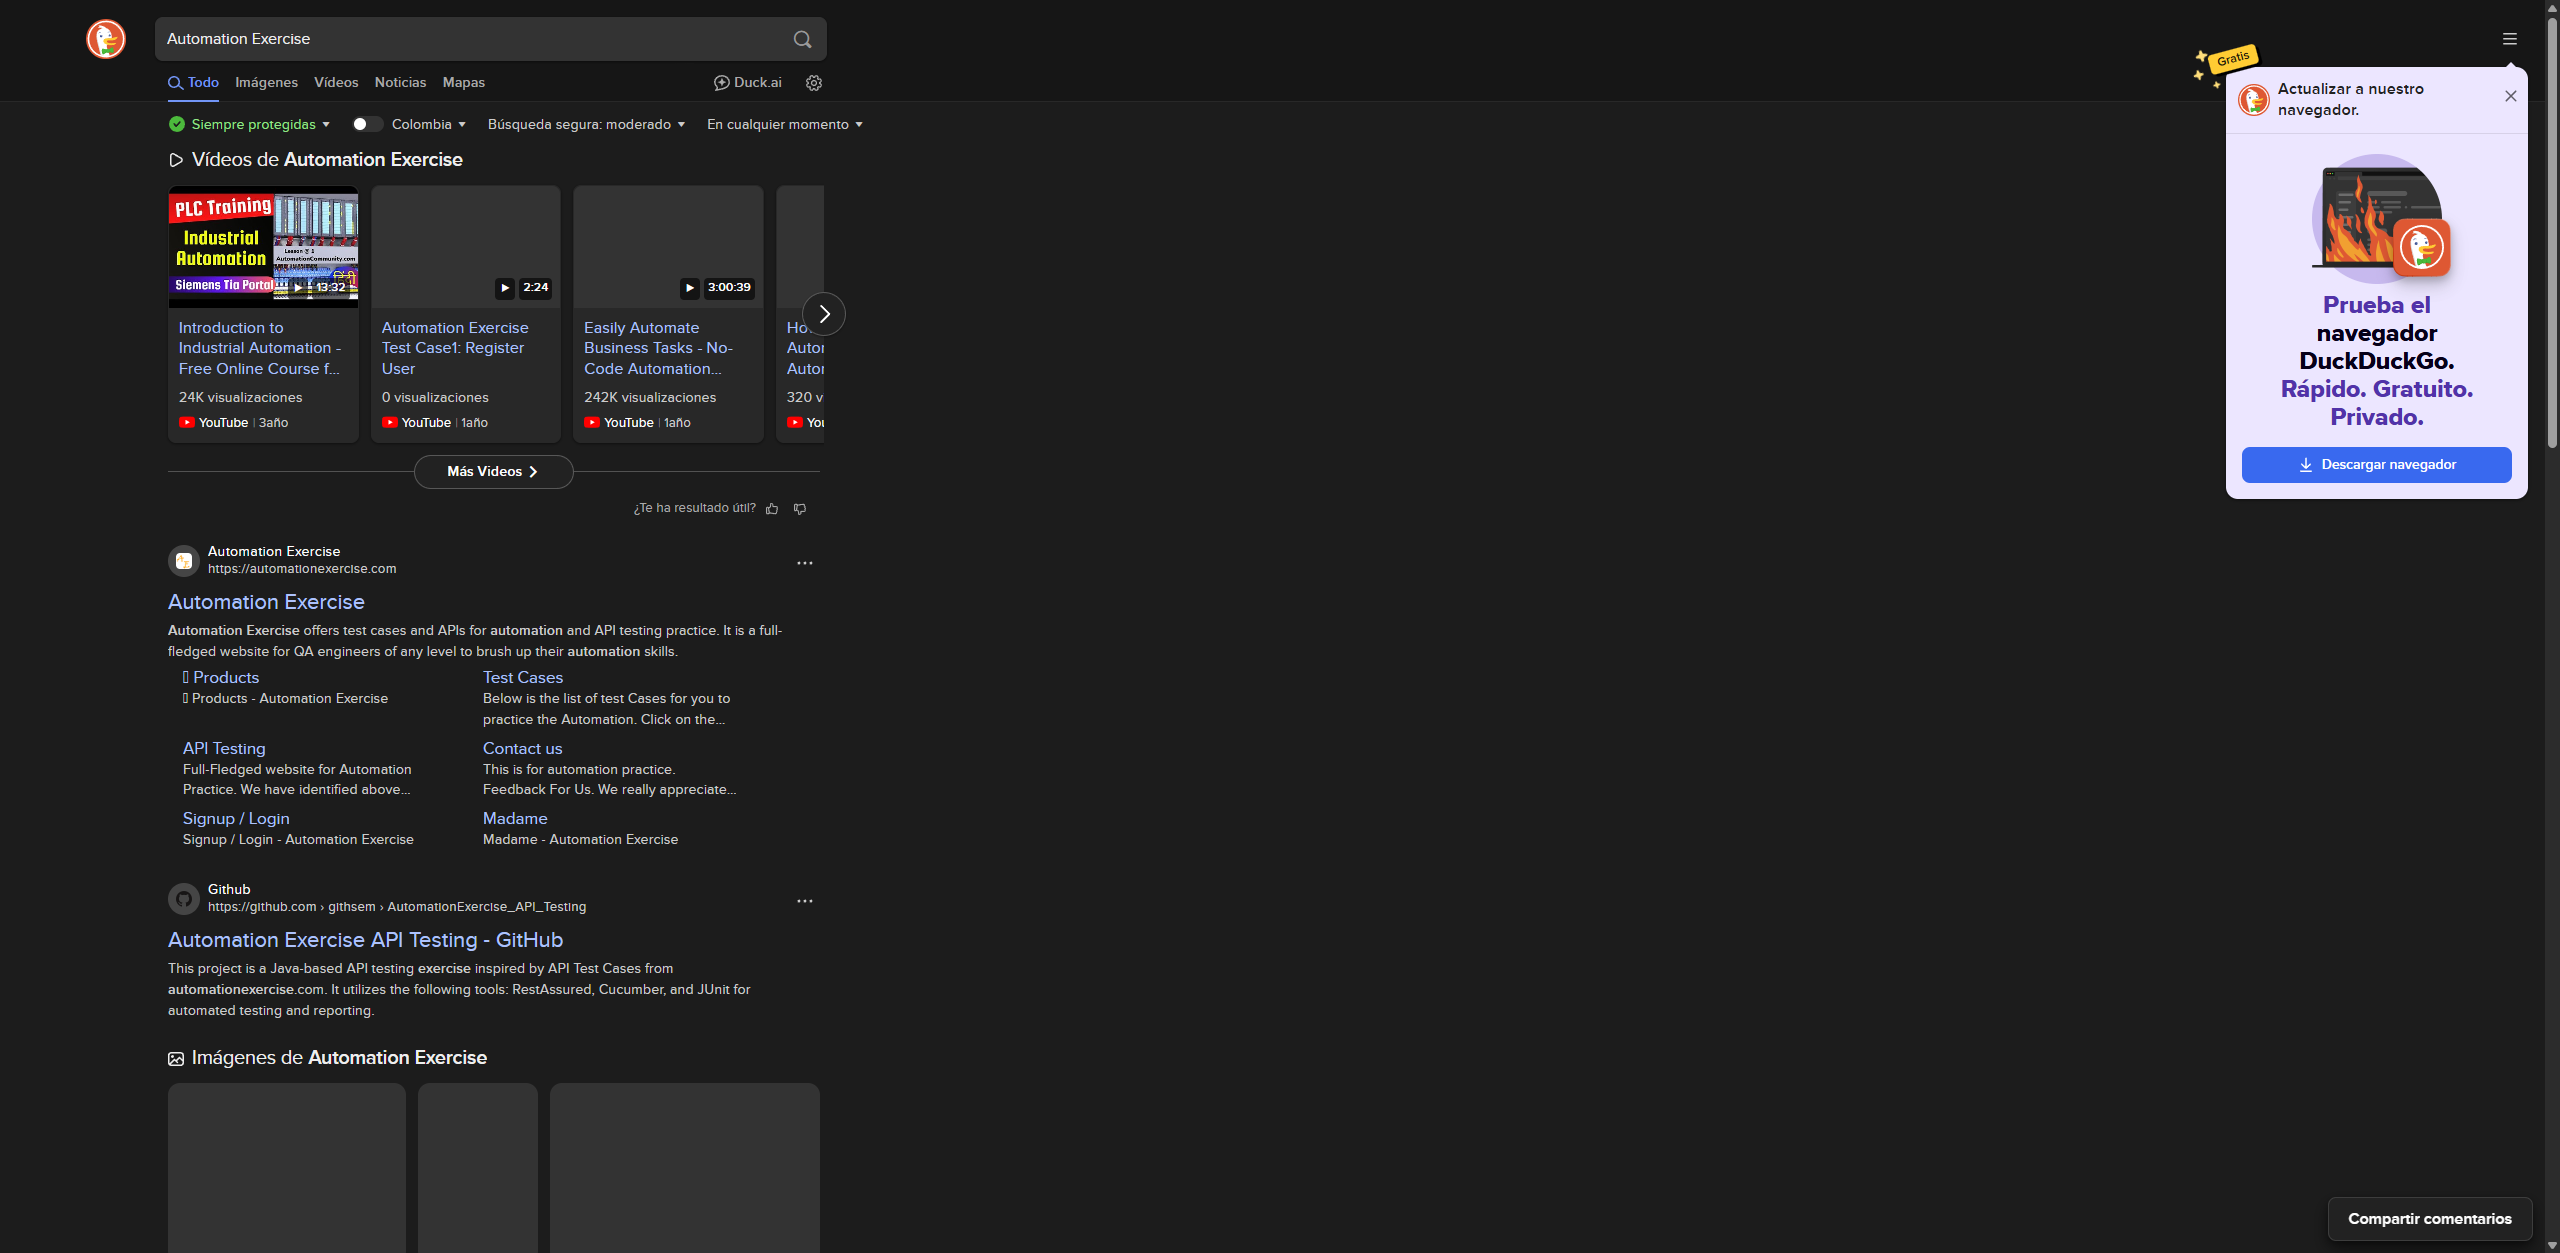 Automation Exercise
Todo Imágenes Vídeos Noticias Mapas Duck.ai
Siempre protegidas Colombia Búsqueda segura: moderado En cualquier momento
Vídeos de Automation Exercise
PLC Training
Industrial
Automation
Siemens Tia Portal
Lesson @ 1
AutomationCommunity.com
हिंदी
13:32
Introduction to
Industrial Automation -
Free Online Course f...
24K visualizaciones
YouTube | 3año
2:24
Automation Exercise
Test Case1: Register
User
0 visualizaciones
YouTube | 1año
3:00:39
Easily Automate
Business Tasks - No-
Code Automation...
242K visualizaciones
YouTube | 1año
Autor
Autor
320 v
You
Más Videos
¿Te ha resultado útil?
Automation Exercise
https://automationexercise.com
Automation Exercise
Automation Exercise offers test cases and APIs for automation and API testing practice. It is a full-
fledged website for QA engineers of any level to brush up their automation skills.
Products
Products - Automation Exercise
Test Cases
Below is the list of test Cases for you to
practice the Automation. Click on the...
API Testing
Full-Fledged website for Automation
Practice. We have identified above...
Contact us
This is for automation practice.
Feedback For Us. We really appreciate...
Signup / Login
Signup / Login - Automation Exercise
Madame
Madame - Automation Exercise
Github
https://github.com › githsem › AutomationExercise_API_Testing
Automation Exercise API Testing - GitHub
This project is a Java-based API testing exercise inspired by API Test Cases from
automationexercise.com. It utilizes the following tools: RestAssured, Cucumber, and JUnit for
automated testing and reporting.
Imágenes de Automation Exercise
Gratis
Actualizar a nuestro
navegador.
Prueba el
navegador
DuckDuckGo.
Rápido. Gratuito.
Privado.
Descargar navegador
Compartir comentarios